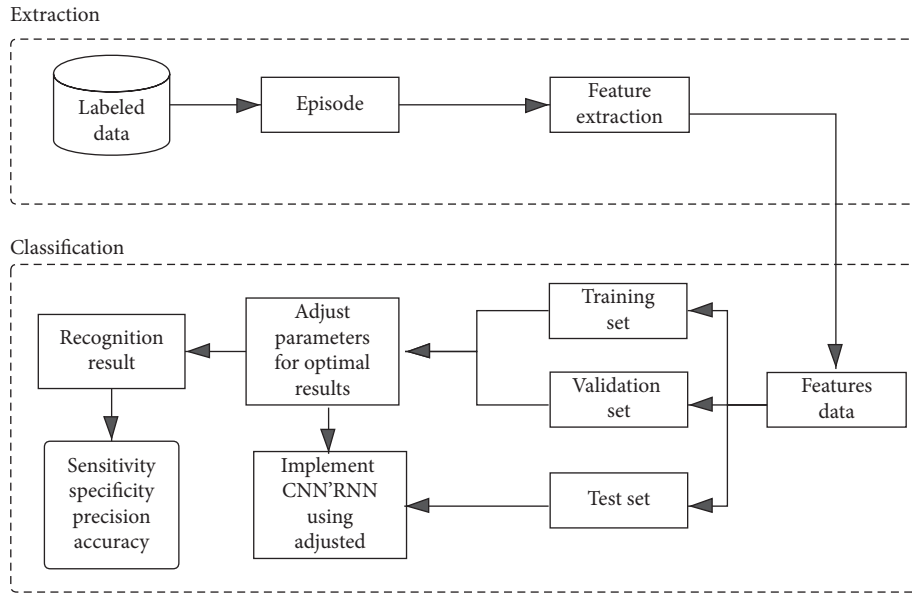 Extraction
Labeled
data
Episode
Feature
extraction
Classification
Training
set
Adjust
parameters
for optimal
results
Recognition
result
Validation
set
Features
data
Sensitivity
specificity
precision
accuracy
Implement
CNN'RNN
using
adjusted
Test set